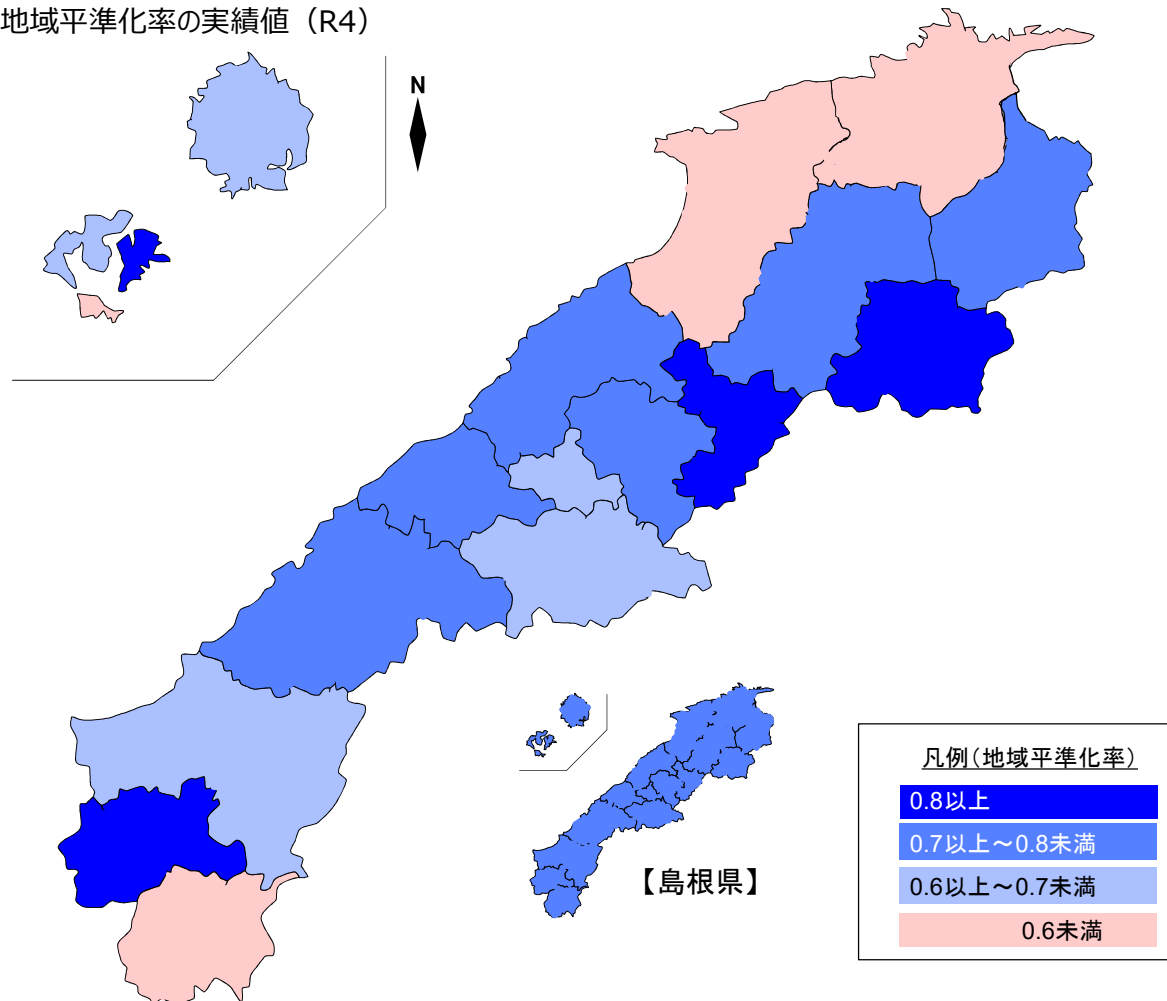 地域平準化率の実績値（R4）
N
【島根県】
凡例(地域平準化率)
0.8以上
0.7以上～0.8未満
0.6以上～0.7未満
0.6未満